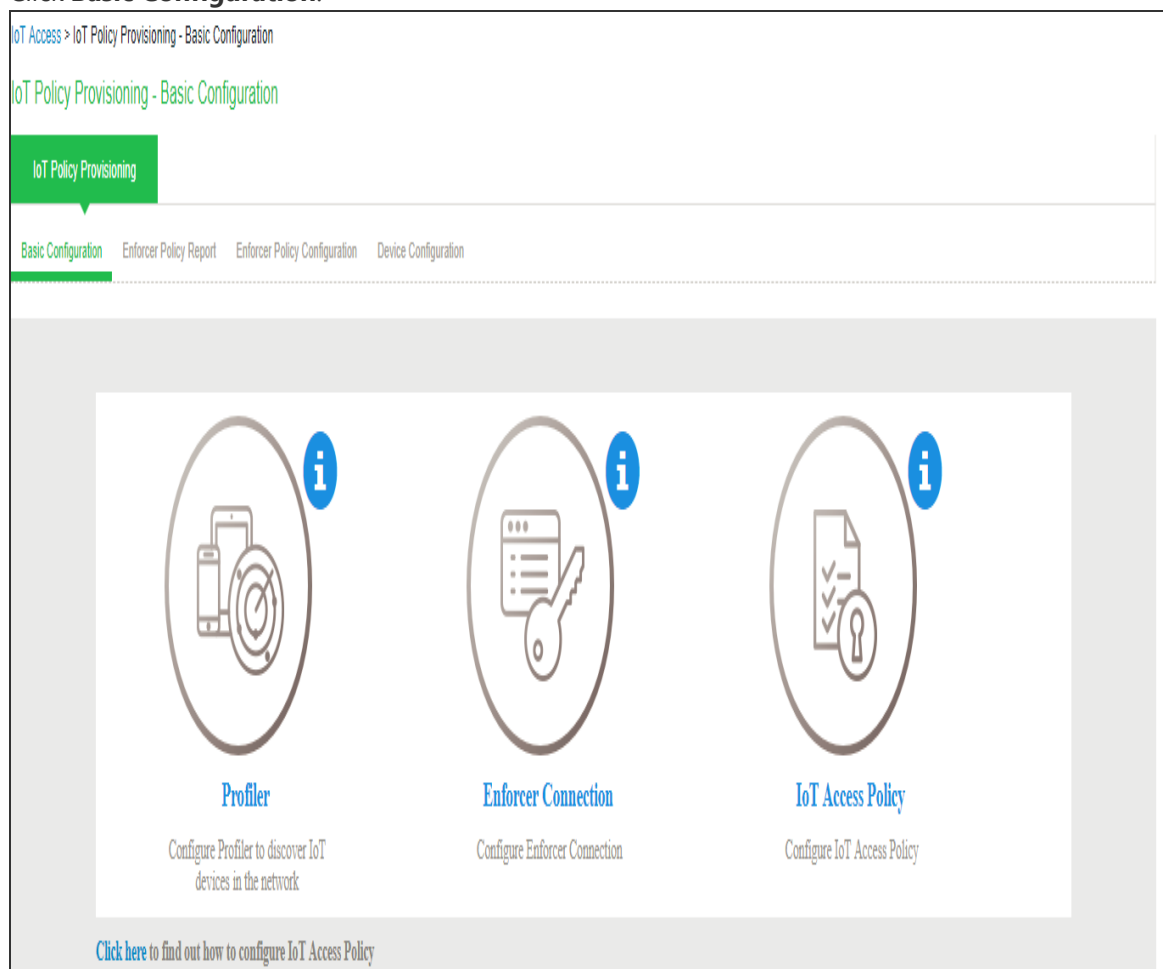 Click Basic Configuration.
IoT Access > IoT Policy Provisioning - Basic Configuration
IoT Policy Provisioning - Basic Configuration
IoT Policy Provisioning
Basic Configuration Enforcer Policy Report Enforcer Policy Configuration Device Configuration
i i i
Profiler Enforcer Connection IoT Access Policy
Configure Profiler to discover IoT Configure Enforcer Connection Configure IoT Access Policy
devices in the network
Click here to find out how to configure IoT Access Policy